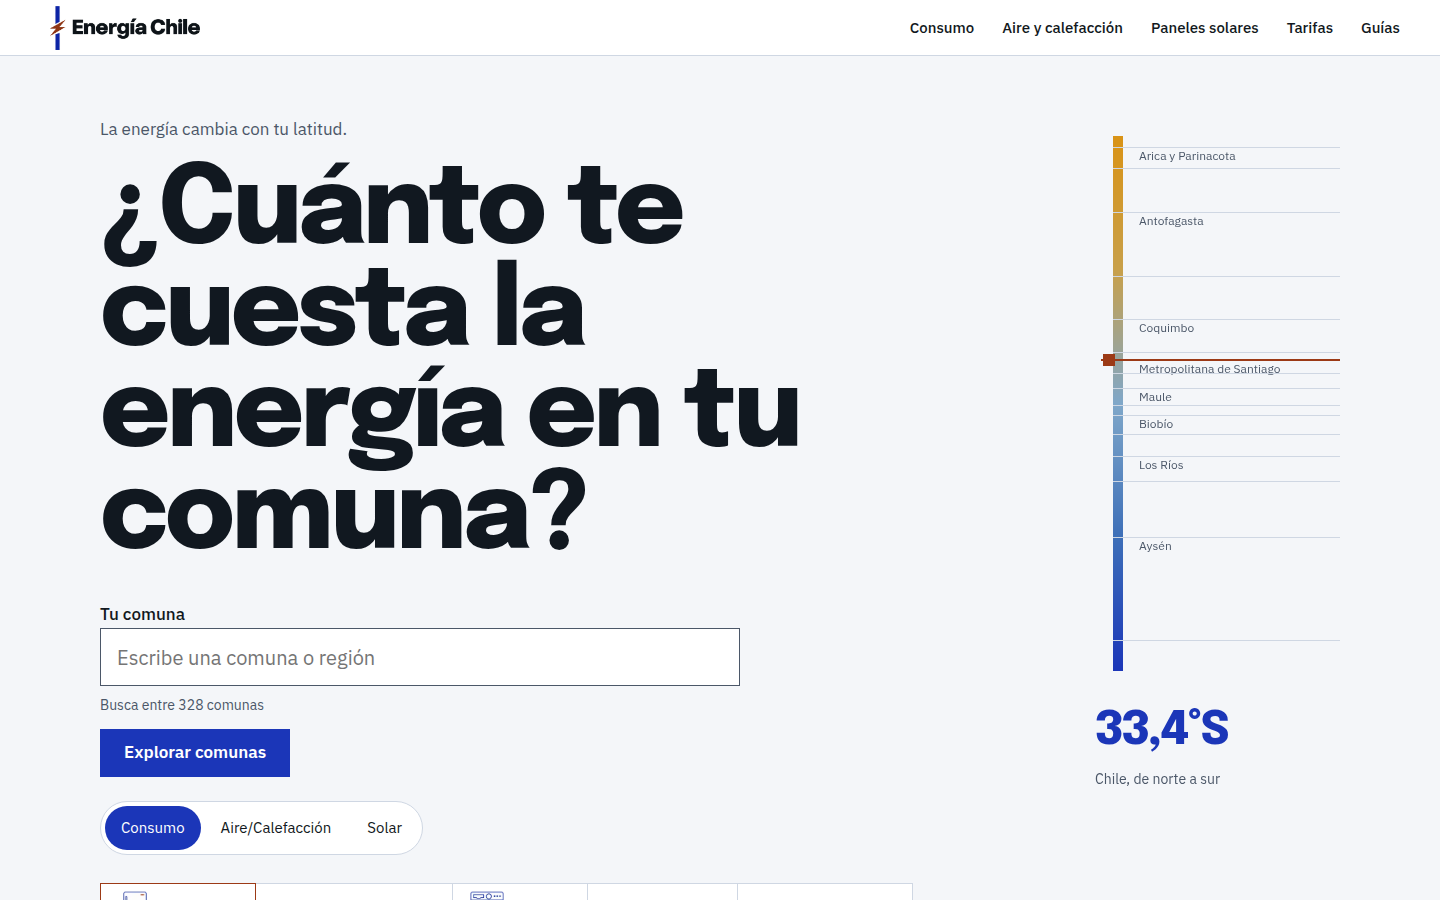 Energía Chile
Consumo
Aire y calefacción
Paneles solares
Tarifas
Guías
La energía cambia con tu latitud.
¿Cuánto te
cuesta la
energía en tu
comuna?
Tu comuna
Escribe una comuna o región
Busca entre 328 comunas
Explorar comunas
Consumo
Aire/Calefacción
Solar
Arica y Parinacota
Antofagasta
Coquimbo
Metropolitana de Santiago
Maule
Biobío
Los Ríos
Aysén
33,4°S
Chile, de norte a sur